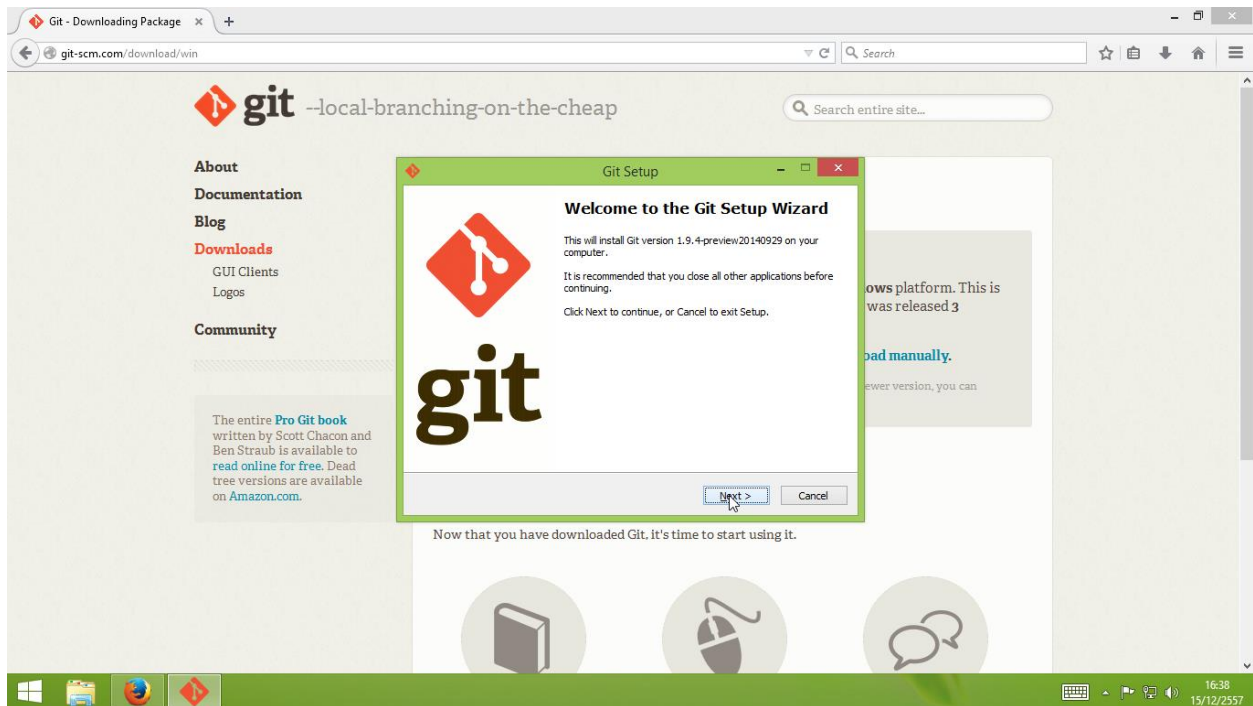 Git - Downloading Package
git-scm.com/download/win
Search
git --local-branching-on-the-cheap
Search entire site...
About
Documentation
Blog
Downloads
GUI Clients
Logos
Community
The entire Pro Git book
written by Scott Chacon and
Ben Straub is available to
read online for free. Dead
tree versions are available
on Amazon.com.
Git Setup
git
Welcome to the Git Setup Wizard
This will install Git version 1.9.4-preview20140929 on your
computer.
It is recommended that you close all other applications before
continuing.
Click Next to continue, or Cancel to exit Setup.
Next >
Cancel
platform. This is
was released 3
manually.
version, you can
Now that you have downloaded Git, it's time to start using it.
16:38
15/12/2557